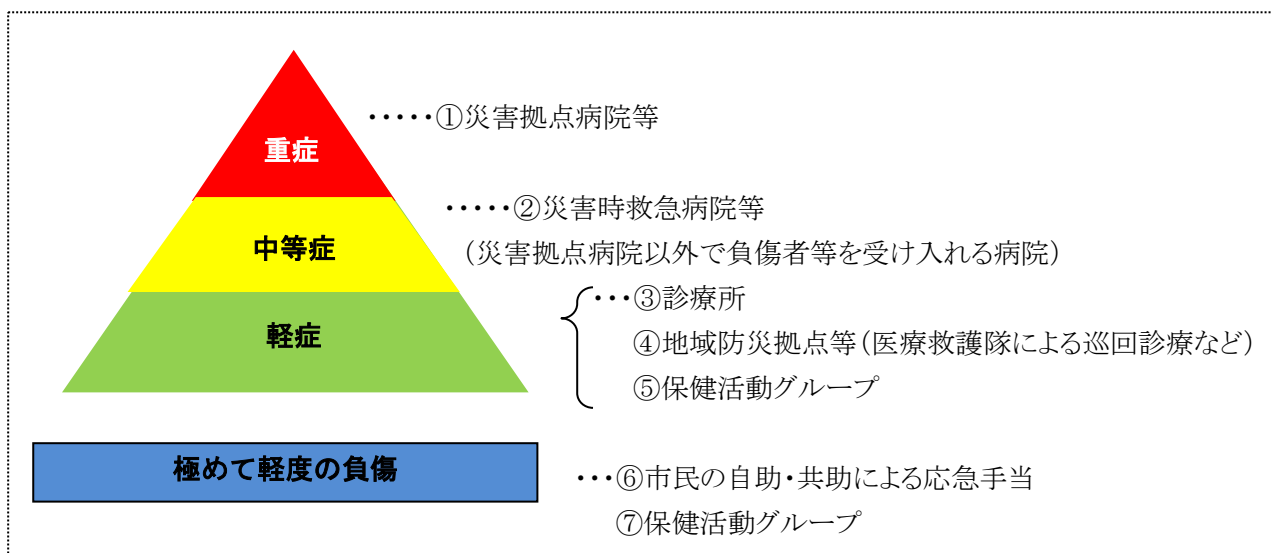 ・・・・・①災害拠点病院等
重症
・・・・・②災害時救急病院等
中等症
（災害拠点病院以外で負傷者等を受け入れる病院）
・・・③診療所
軽症
④地域防災拠点等（医療救護隊による巡回診療など）
⑤保健活動グループ
極めて軽度の負傷
・・・⑥市民の自助・共助による応急手当
⑦保健活動グループ